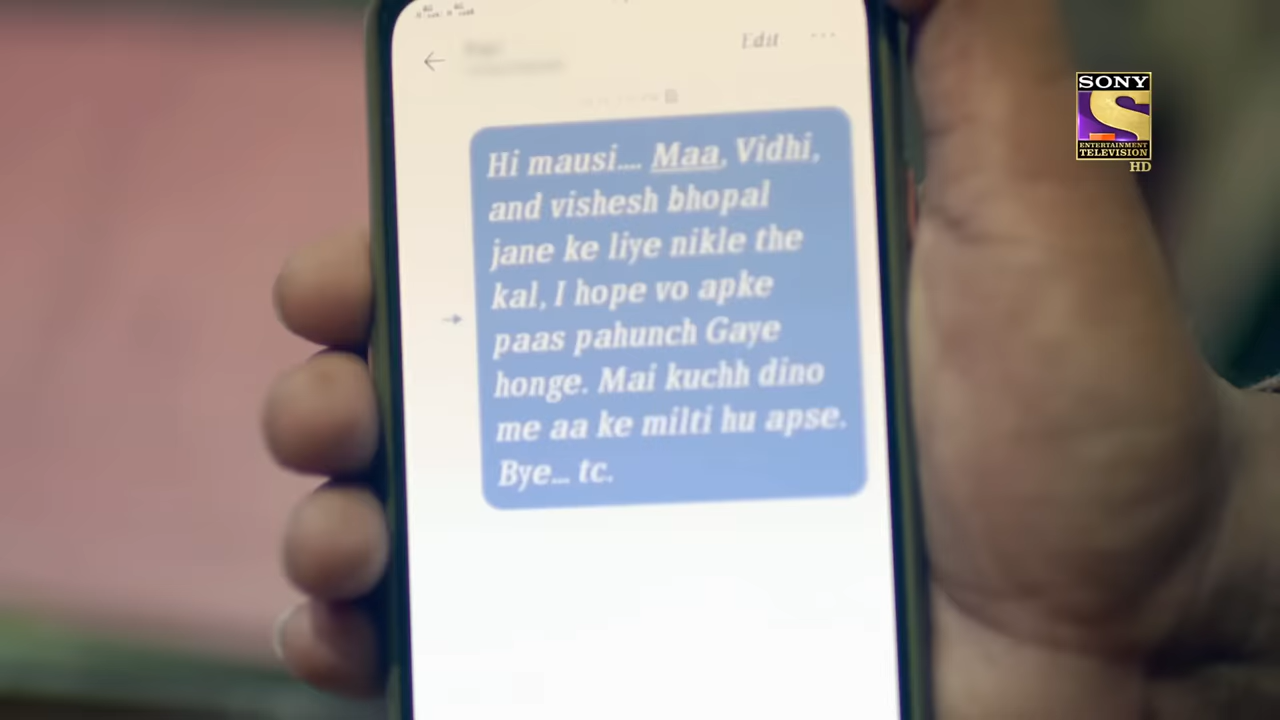 Edit
Hi mausi.... Maa, Vidhi,
and vishesh bhopal
jane ke liye nikle the
kal, I hope vo apke
paas pahunch Gaye
honge. Mai kuchh dino
me aa ke milti hu apse.
Bye... tc.
SONY
ENTERTAINMENT
TELEVISION
HD